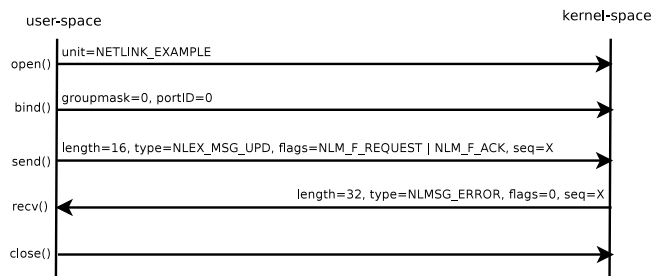 user-space
kernel-space
unit=NETLINK_EXAMPLE
open()
groupmask=0, portID=0
bind()
length=16, type=NLEX_MSG_UPD, flags=NLM_F_REQUEST | NLM_F_ACK, seq=X
send()
length=32, type=NLMSG_ERROR, flags=0, seq=X
recv()
close()